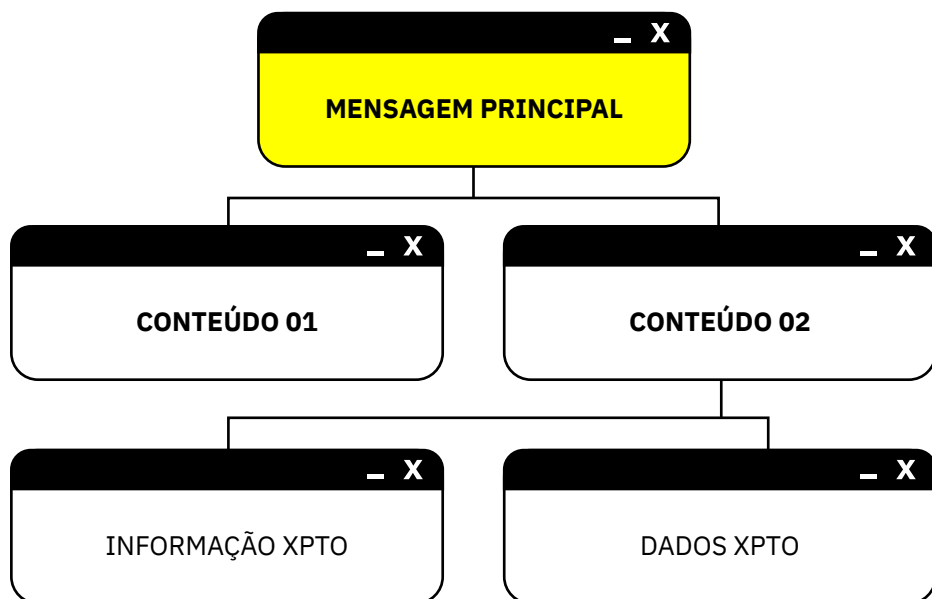 _ X
MENSAGEM PRINCIPAL
_ X
_ X
CONTEÚDO 01
CONTEÚDO 02
_ X
_ X
INFORMAÇÃO XPTO
DADOS XPTO